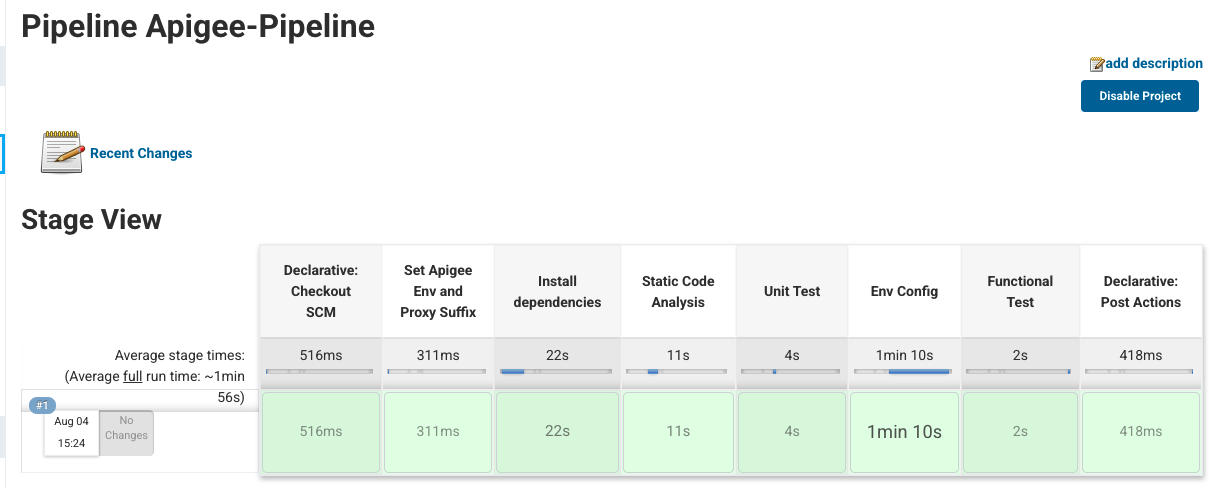 Pipeline Apigee-Pipeline
add description
Disable Project
Recent Changes
Stage View
Declarative:
Checkout
SCM
Set Apigee
Env and
Proxy Suffix
Install
dependencies
Static Code
Analysis
Unit Test
Env Config
Functional
Test
Declarative:
Post Actions
Average stage times:
(Average full run time: ~1min
56s)
516ms
311ms
22s
11s
4s
1min 10s
2s
418ms
#1
Aug 04
15:24
No
Changes
516ms
311ms
22s
11s
4s
1min 10s
2s
418ms